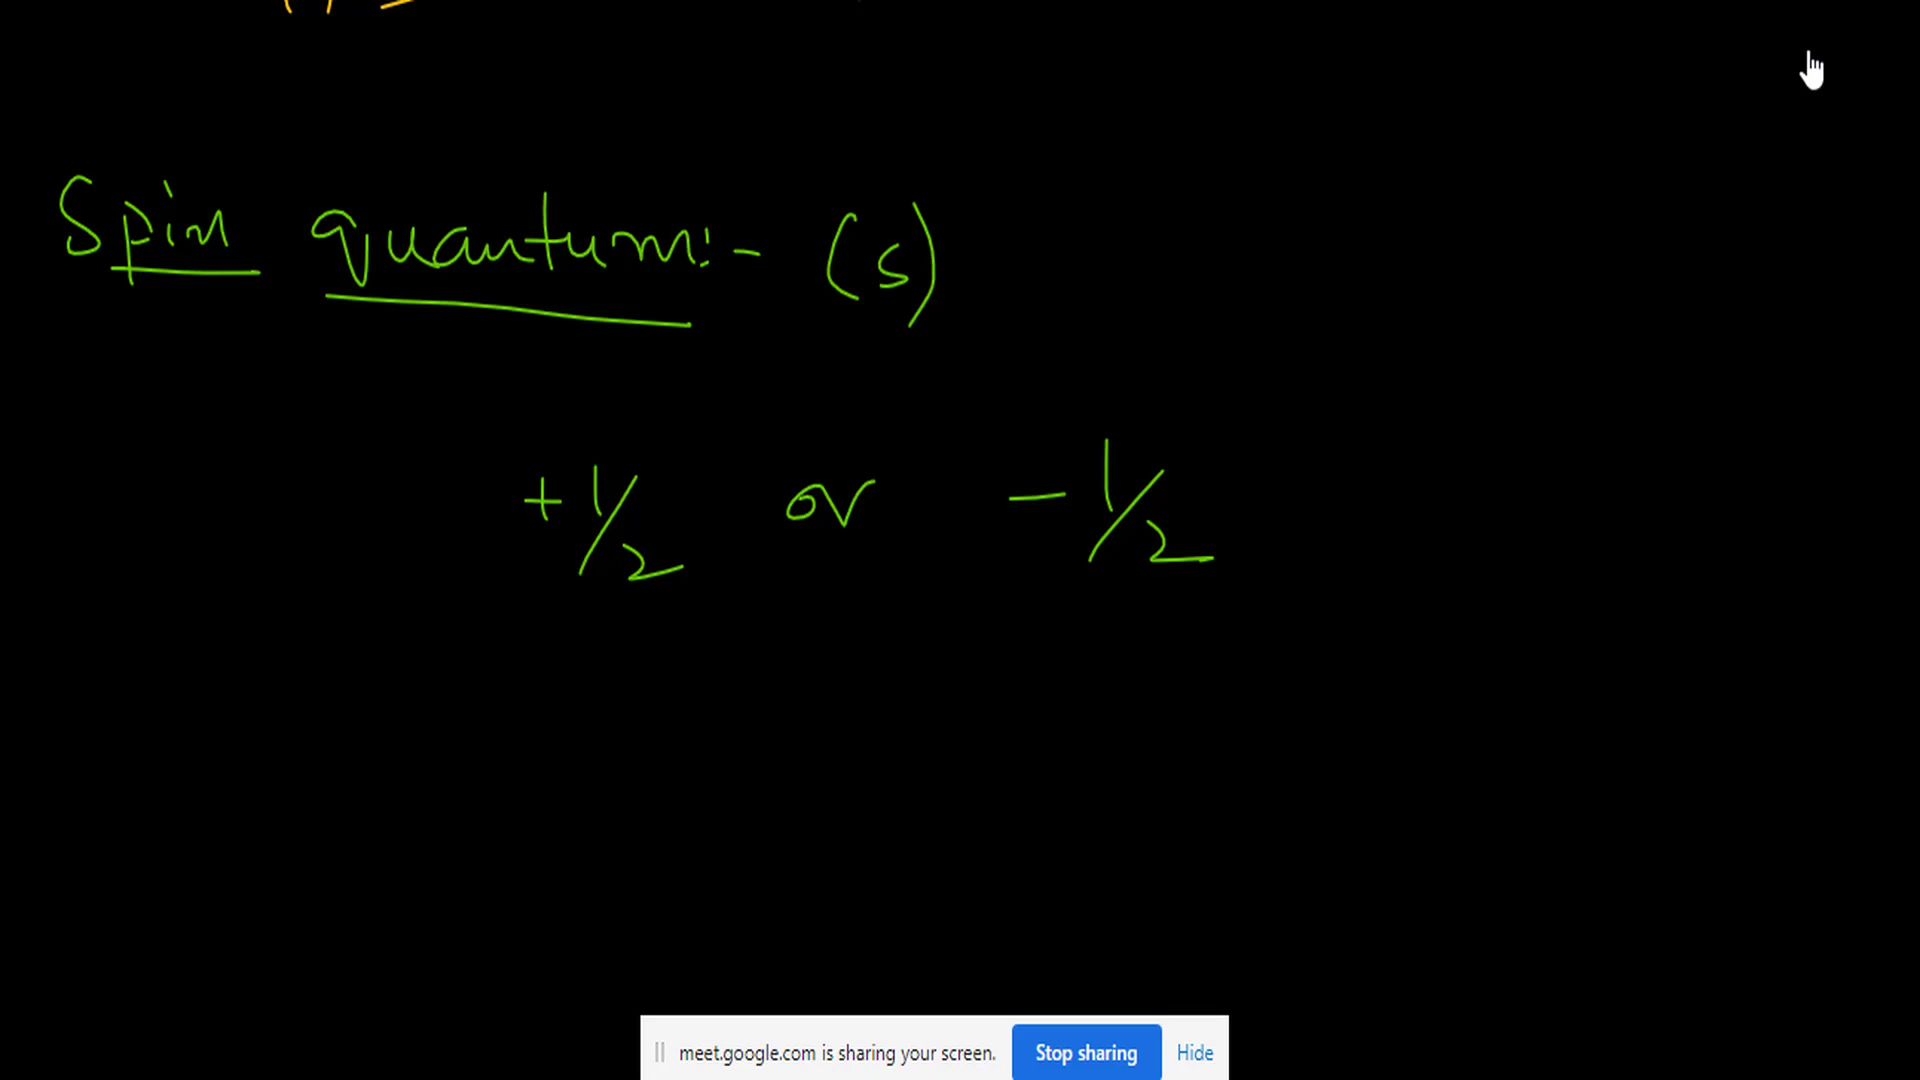 Spin quantum:- (s)
+1/2 or -1/2
meet.google.com is sharing your screen. Stop sharing Hide